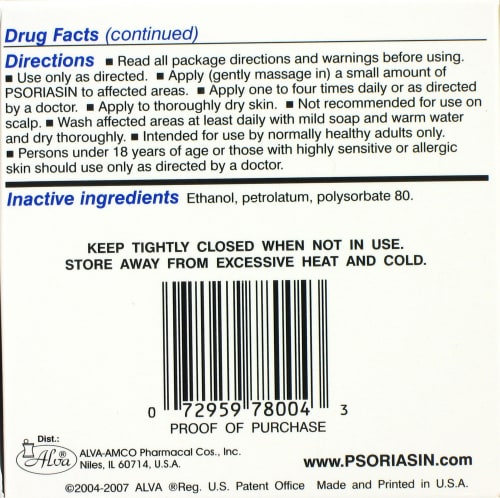 Drug Facts (continued)
Directions ■ Read all package directions and warnings before using.
■ Use only as directed. ■ Apply (gently massage in) a small amount of
PSORIASIN to affected areas. ■ Apply one to four times daily or as directed
by a doctor. ■ Apply to thoroughly dry skin. ■ Not recommended for use on
scalp. ■ Wash affected areas at least daily with mild soap and warm water
and dry thoroughly. ■ Intended for use by normally healthy adults only.
■ Persons under 18 years of age or those with highly sensitive or allergic
skin should use only as directed by a doctor.
Inactive ingredients Ethanol, petrolatum, polysorbate 80.
KEEP TIGHTLY CLOSED WHEN NOT IN USE.
STORE AWAY FROM EXCESSIVE HEAT AND COLD.
0 72959 78004 3
PROOF OF PURCHASE
Dist.:
Alva
ALVA-AMCO Pharmacal Cos., Inc.
Niles, IL 60714, U.S.A.
www.PSORIASIN.com
©2004-2007 ALVA ®Reg. U.S. Patent Office Made and Printed in U.S.A.